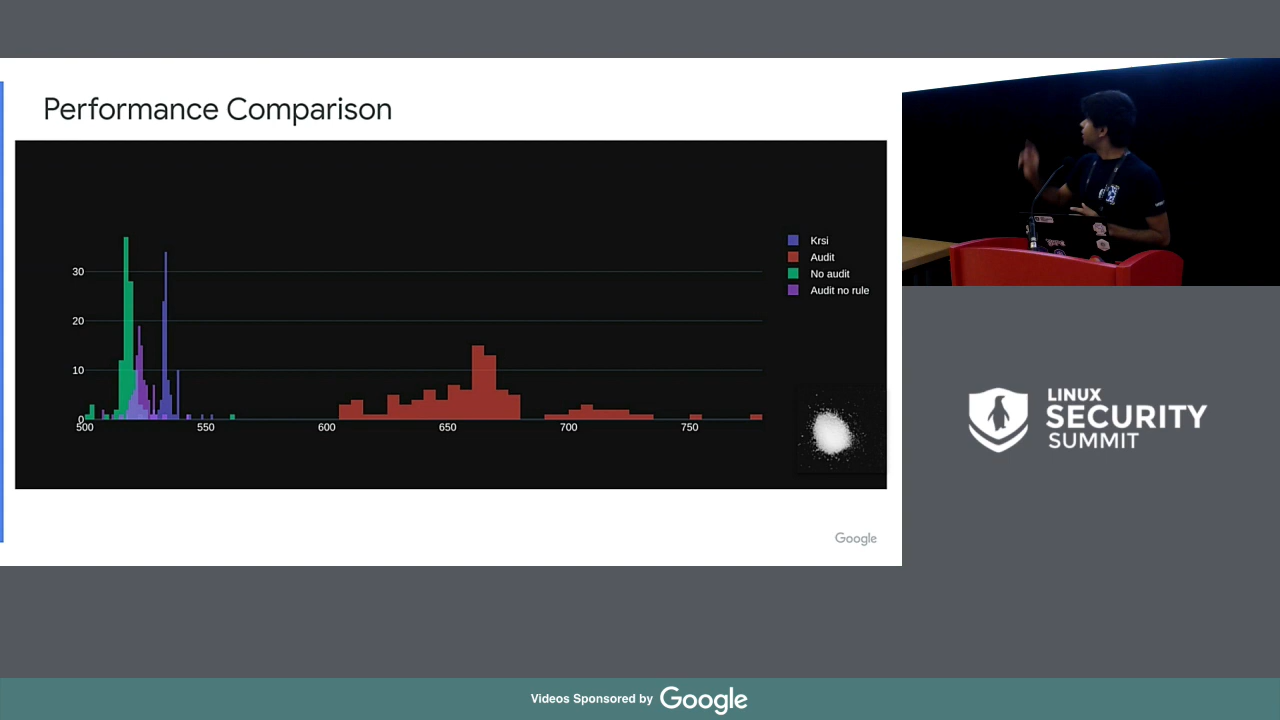 Performance Comparison
30
20
10
0
500
550
600
650
700
750
Krsi
Audit
No audit
Audit no rule
Google
LINUX
SECURITY
SUMMIT
Videos Sponsored by Google